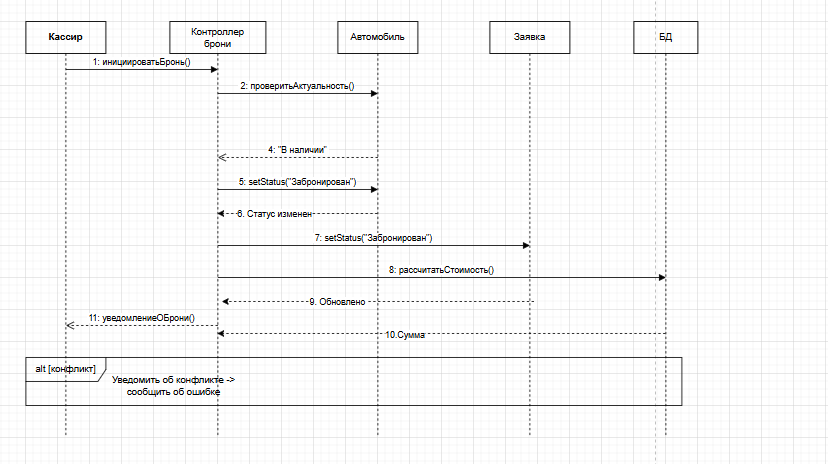 Кассир
Контроллер
брони
Автомобиль
Заявка
БД
1: инициироватьБронь()
2: проверитьАктуальность()
4: "В наличии"
5: setStatus("Забронирован")
6. Статус изменен
7: setStatus("Забронирован")
8: рассчитатьСтоимость()
9. Обновлено
11: уведомлениеОБрони()
10.Сумма
alt [конфликт]
Уведомить об конфликте ->
сообщить об ошибке